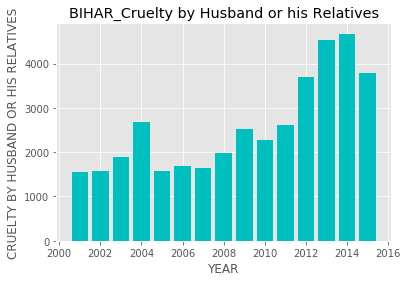 BIHAR_Cruelty by Husband or his Relatives
CRUELTY BY HUSBAND OR HIS RELATIVES
4000
3000
2000
1000
0
2000 2002 2004 2006 2008 2010 2012 2014 2016
YEAR